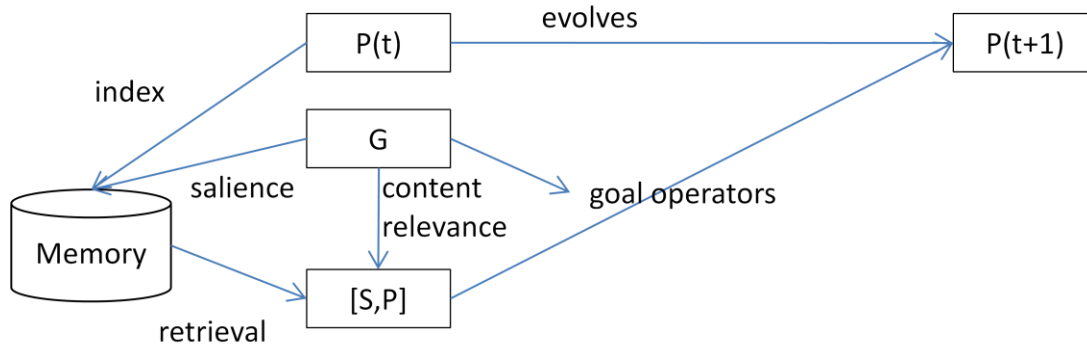 evolves
P(t)
P(t+1)
index
G
salience
content
relevance
goal operators
Memory
[S,P]
retrieval